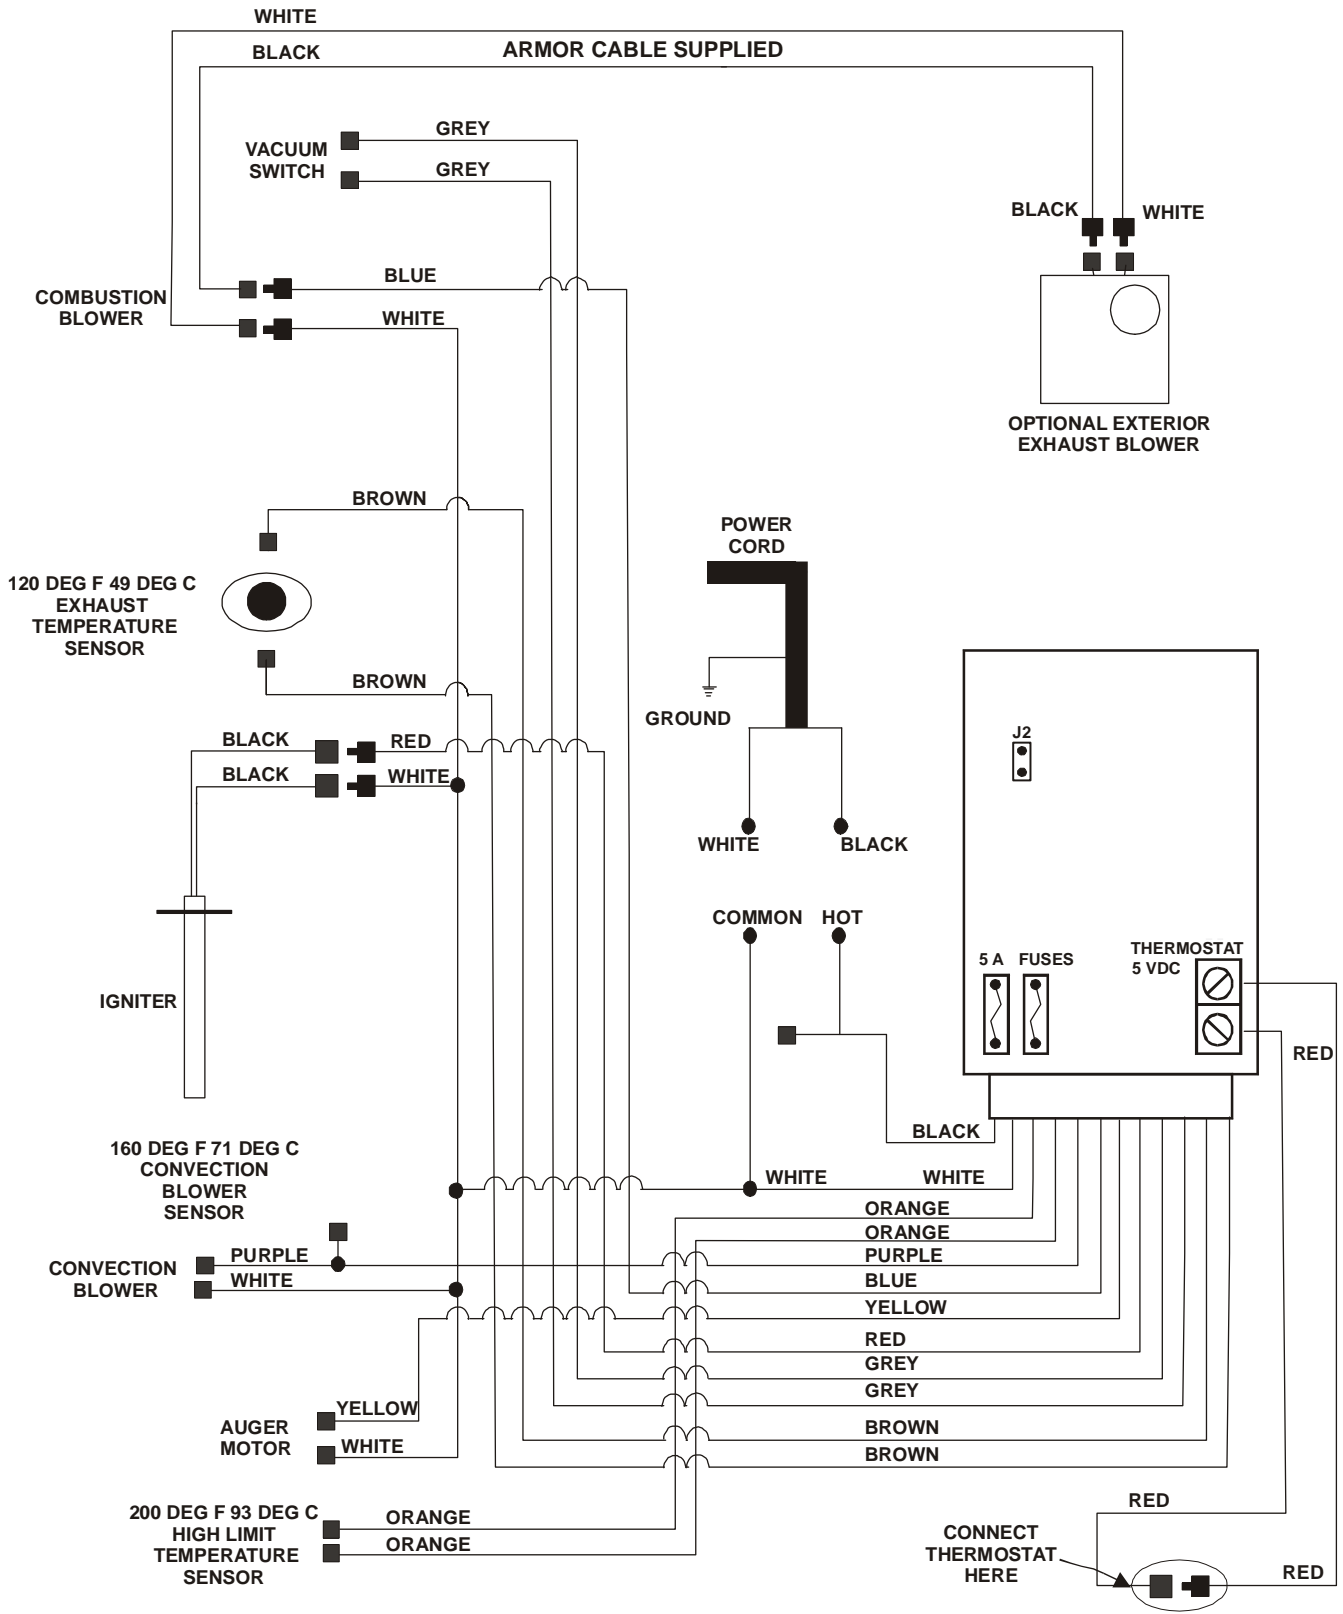 WHITE
BLACK
ARMOR CABLE SUPPLIED
GREY
VACUUM
SWITCH
GREY
BLACK
WHITE
BLUE
COMBUSTION
BLOWER
WHITE
OPTIONAL EXTERIOR
EXHAUST BLOWER
BROWN
POWER
CORD
120 DEG F 49 DEG C
EXHAUST
TEMPERATURE
SENSOR
BROWN
GROUND
BLACK
RED
J2
BLACK
WHITE
WHITE
BLACK
COMMON
HOT
5 A
FUSES
THERMOSTAT
5 VDC
IGNITER
RED
BLACK
160 DEG F 71 DEG C
CONVECTION
BLOWER
SENSOR
WHITE
WHITE
ORANGE
ORANGE
PURPLE
PURPLE
CONVECTION
BLOWER
WHITE
BLUE
YELLOW
RED
GREY
GREY
YELLOW
AUGER
MOTOR
WHITE
BROWN
BROWN
200 DEG F 93 DEG C
HIGH LIMIT
TEMPERATURE
SENSOR
ORANGE
ORANGE
RED
CONNECT
THERMOSTAT
HERE
RED